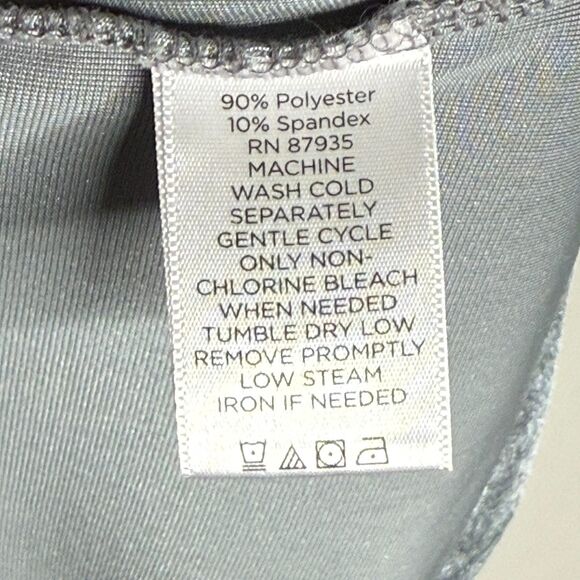 90% Polyester
10% Spandex
RN 87935
MACHINE
WASH COLD
SEPARATELY
GENTLE CYCLE
ONLY NON-
CHLORINE BLEACH
WHEN NEEDED
TUMBLE DRY LOW
REMOVE PROMPTLY
LOW STEAM
IRON IF NEEDED